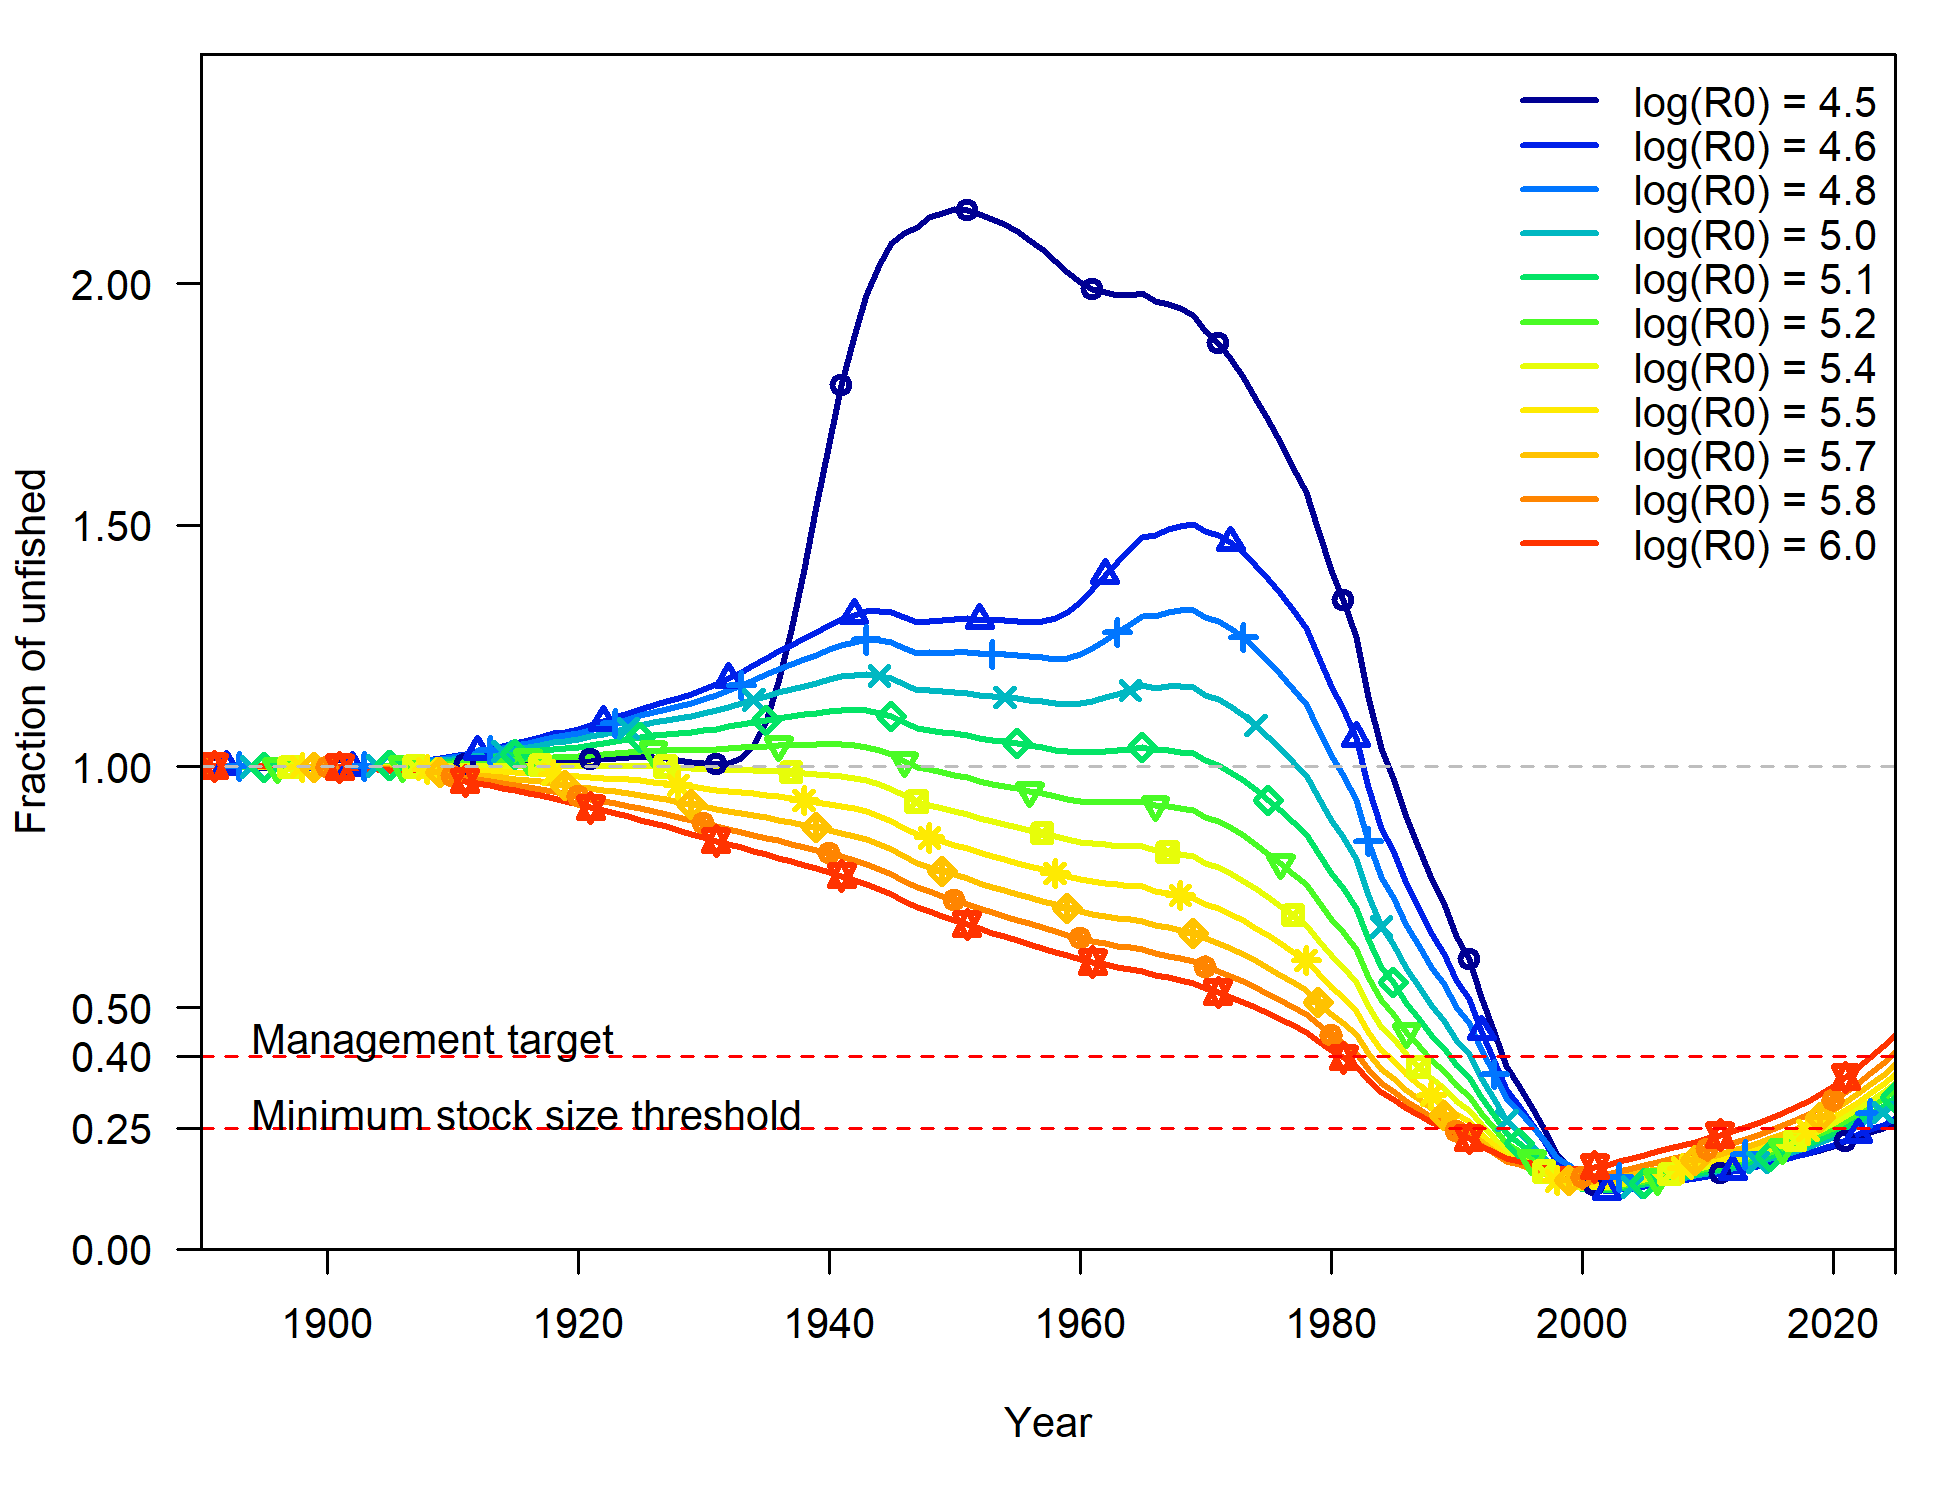 log(R0) = 4.5
log(R0) = 4.6
log(R0) = 4.8
log(R0) = 5.0
log(R0) = 5.1
log(R0) = 5.2
log(R0) = 5.4
log(R0) = 5.5
log(R0) = 5.7
log(R0) = 5.8
log(R0) = 6.0
Fraction of unfished
2.00
1.50
1.00
0.50
0.40
0.25
0.00
Management target
Minimum stock size threshold
1900 1920 1940 1960 1980 2000 2020
Year